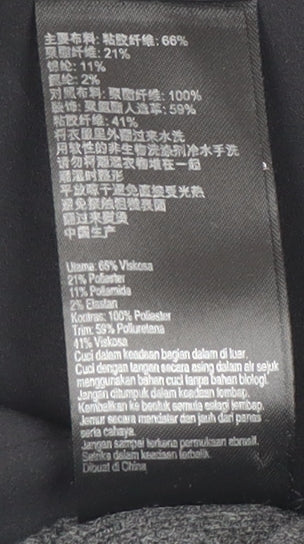 主要布料: 粘胶纤维: 66%
聚酯纤维: 21%
锦纶: 11%
氨纶: 2%
对照布料: 聚酯纤维: 100%
装饰: 聚氨酯人造革: 59%
粘胶纤维: 41%
将衣里里外翻过来水洗
用软性的非生物洗涤剂冷水手洗
请勿将潮湿衣物堆在一起
潮湿时整形
平放晾干避免直接受光热
避免接触粗糙表面
翻过来熨烫
中国生产
Utama: 66% Viskosa
21% Poliester
11% Poliamida
2% Elastan
Kontras: 100% Poliester
Trim: 59% Poliuretana
41% Viskosa
Cuci dalam keadaan bagian dalam di luar.
Cuci dengan tangan secara asing dalam air sejuk
menggunakan bahan cuci tanpa bahan biologi.
Jangan ditumpuk dalam keadaan lembap.
Kembalikan ke bentuk semula selagi lembap.
Jemur secara mendatar dan jauh dari panas
serta cahaya.
Jangan sampai terkena permukaan abrasif.
Setrika dalam keadaan terbalik.
Dibuat di China